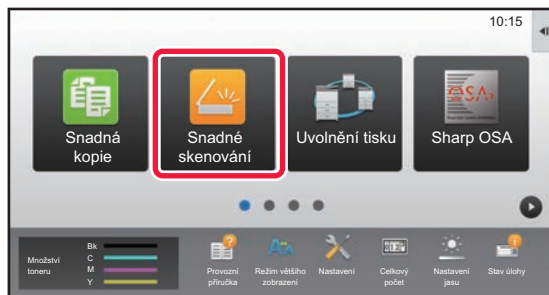 10:15
Snadná
kopie
Snadné
skenování
Uvolnění tisku
Sharp OSA
OSA
Množství
toneru
Bk
C
M
Y
Provozní
příručka
Režim většího
zobrazení
Nastavení
Celkový
počet
Nastavení
jasu
Stav úlohy